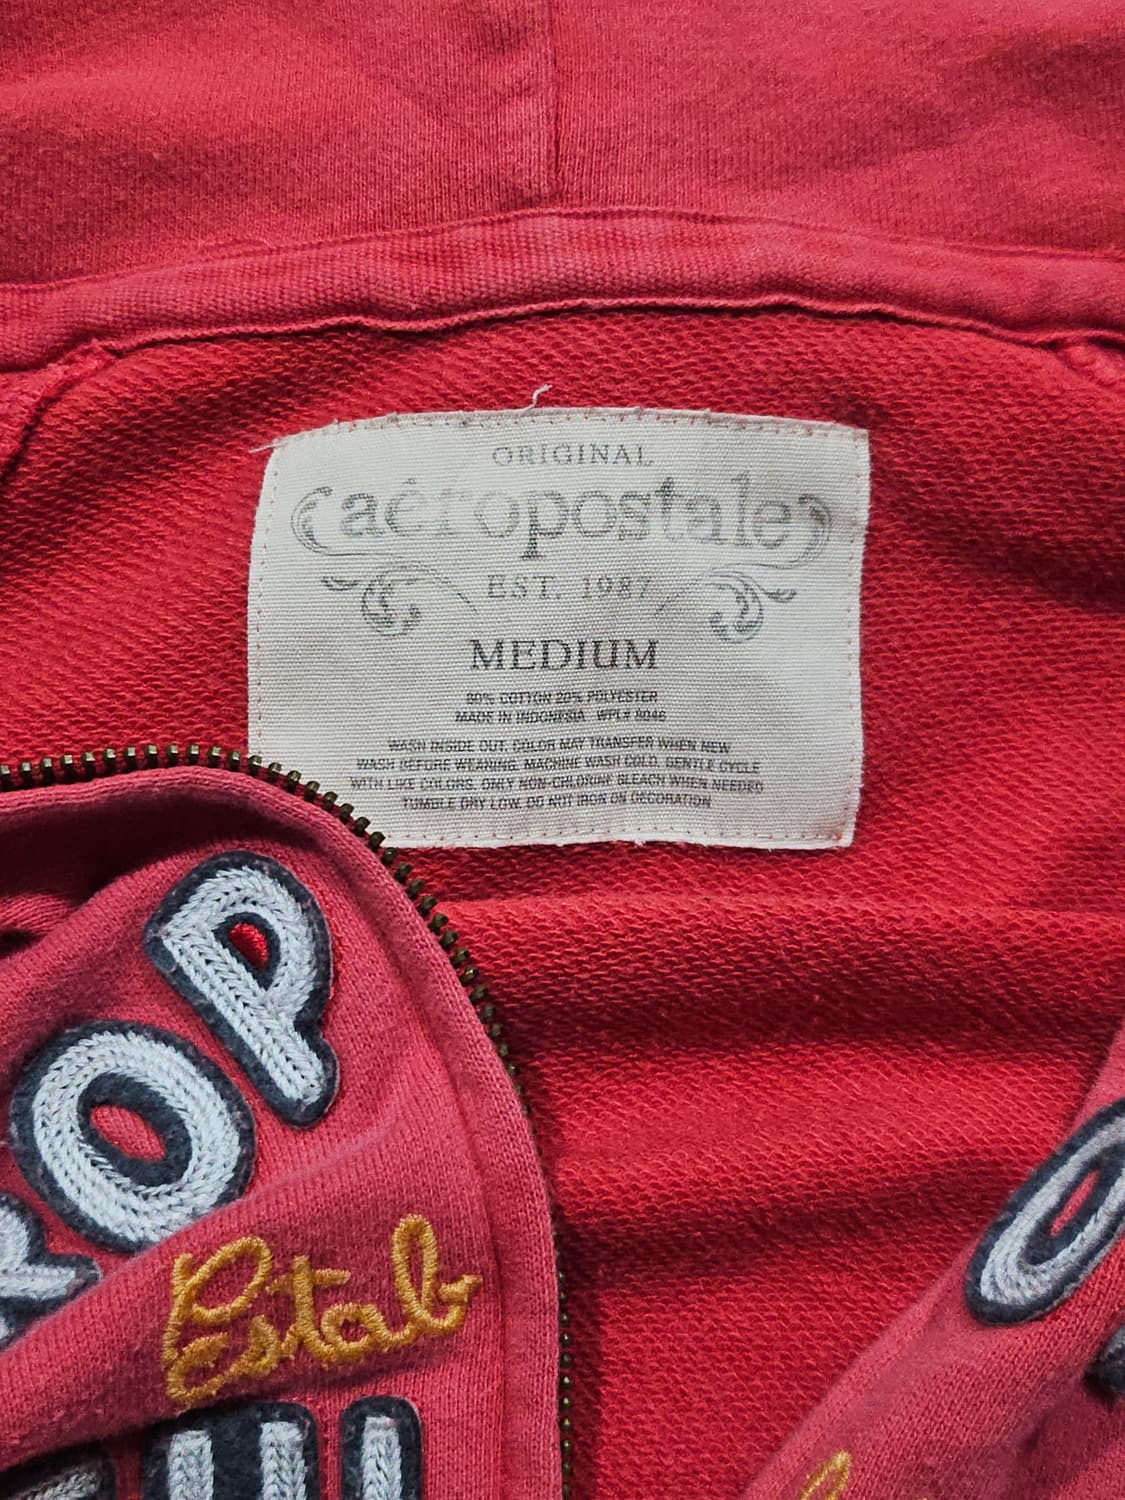 ORIGINAL
aéropostale
EST. 1987
MEDIUM
80% COTTON 20% POLYESTER
MADE IN INDONESIA WPL# 8046
WASH INSIDE OUT. COLOR MAY TRANSFER WHEN NEW
WASH BEFORE WEARING. MACHINE WASH COLD. GENTLE CYCLE
WITH LIKE COLORS. ONLY NON-CHLORINE BLEACH WHEN NEEDED
TUMBLE DRY LOW. DO NOT IRON ON DECORATION
ROP
Estab